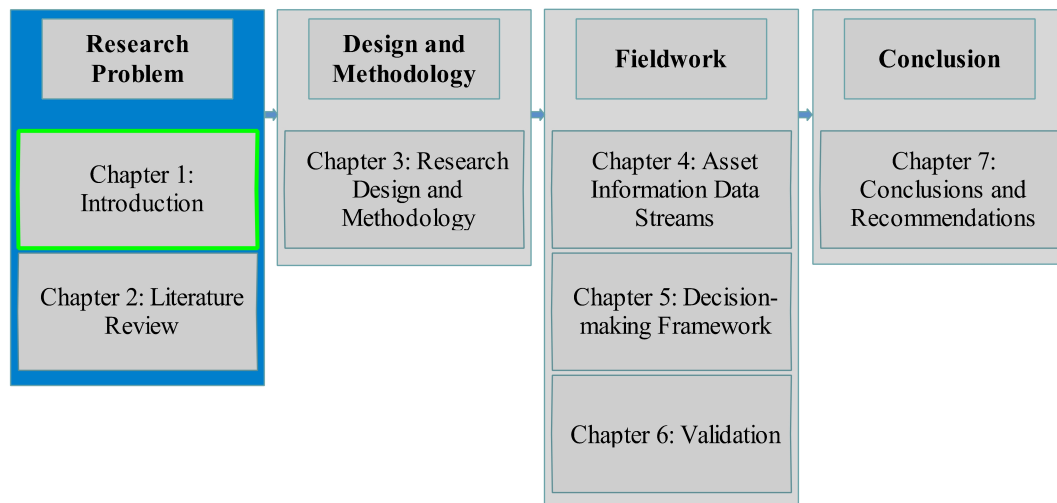 Research
Problem
Chapter 1:
Introduction
Chapter 2: Literature
Review
Design and
Methodology
Chapter 3: Research
Design and
Methodology
Fieldwork
Chapter 4: Asset
Information Data
Streams
Chapter 5: Decision-
making Framework
Chapter 6: Validation
Conclusion
Chapter 7:
Conclusions and
Recommendations